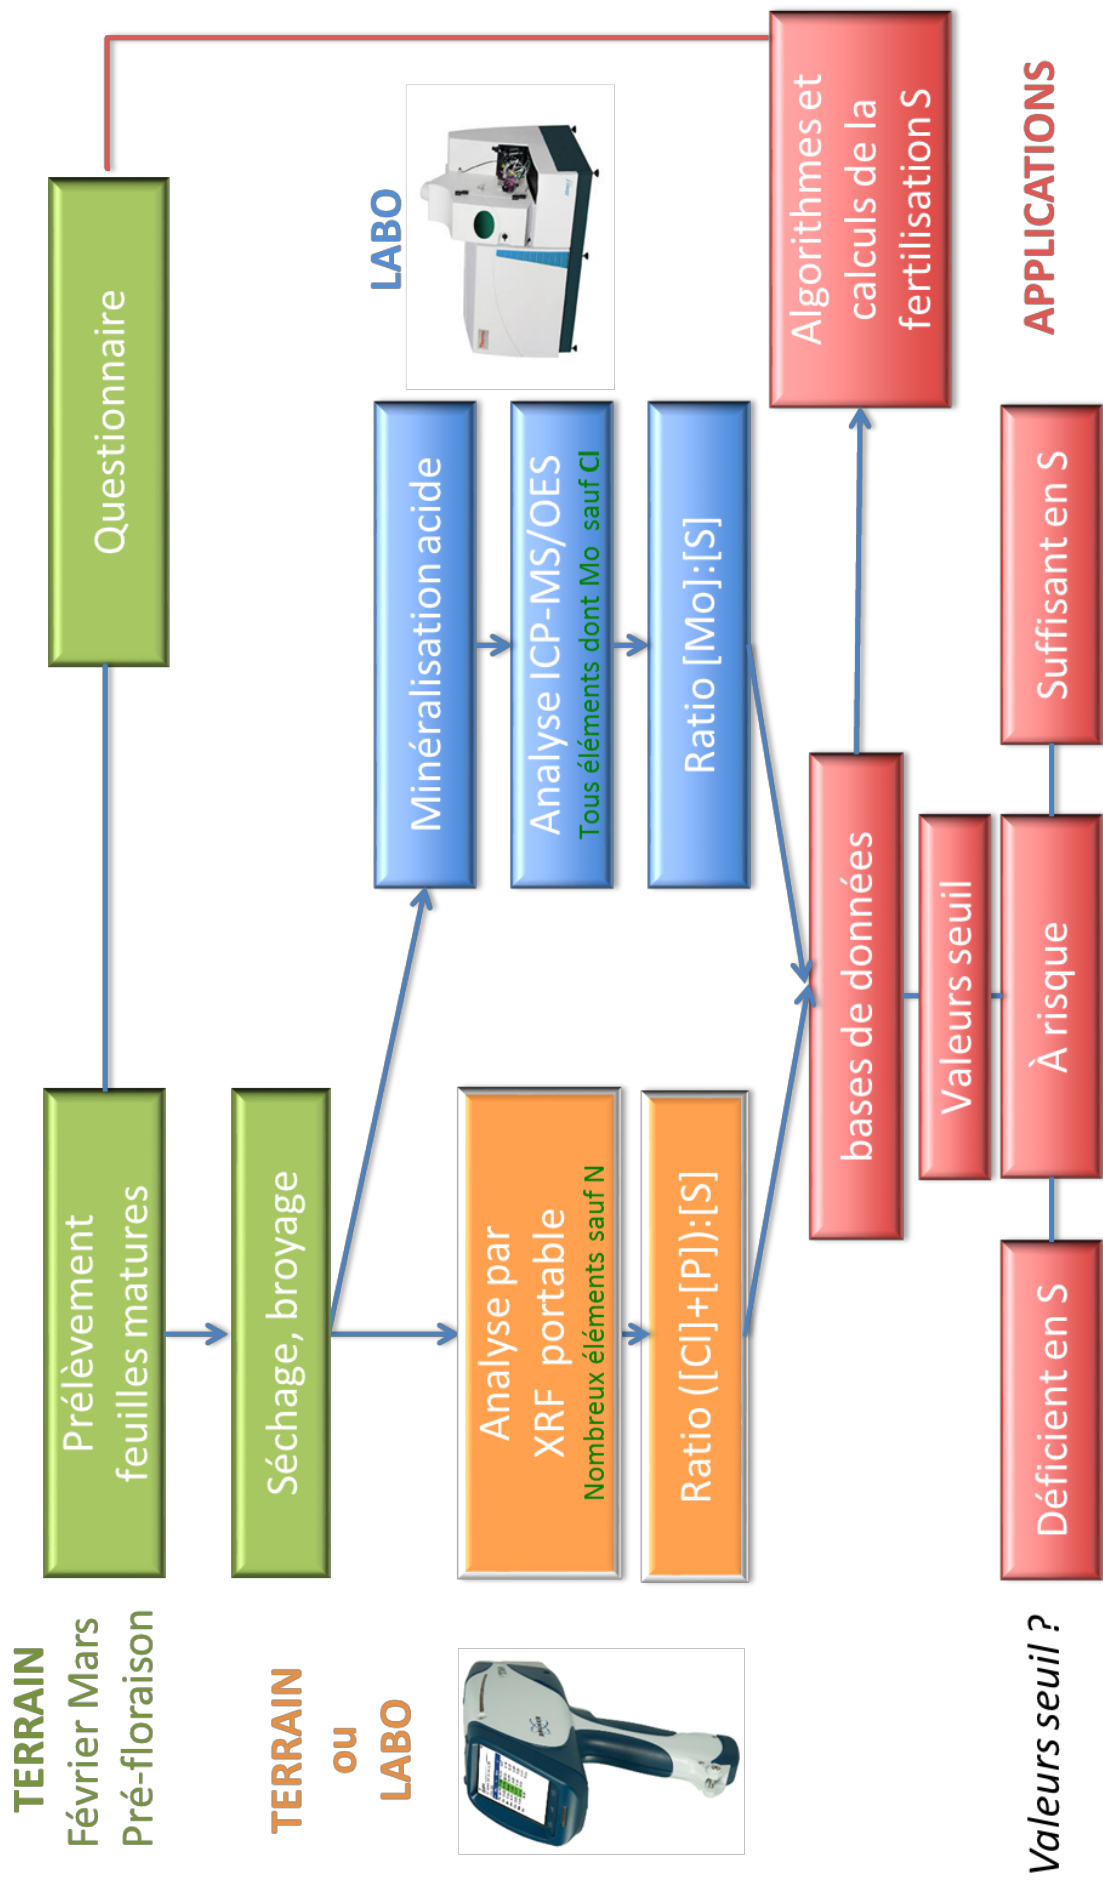 TERRAIN
Février Mars
Pré-floraison
Prélèvement
feuilles matures
Questionnaire
Séchage, broyage
TERRAIN
ou
LABO
Analyse par
XRF portable
Nombreux éléments sauf N
Ratio ([Cl]+[P]):[S]
Minéralisation acide
Analyse ICP-MS/OES
Tous éléments dont Mo sauf Cl
Ratio [Mo]:[S]
LABO
bases de données
Algorithmes et
calculs de la
fertilisation S
Valeurs seuil
Valeurs seuil ?
Déficient en S
À risque
Suffisant en S
APPLICATIONS